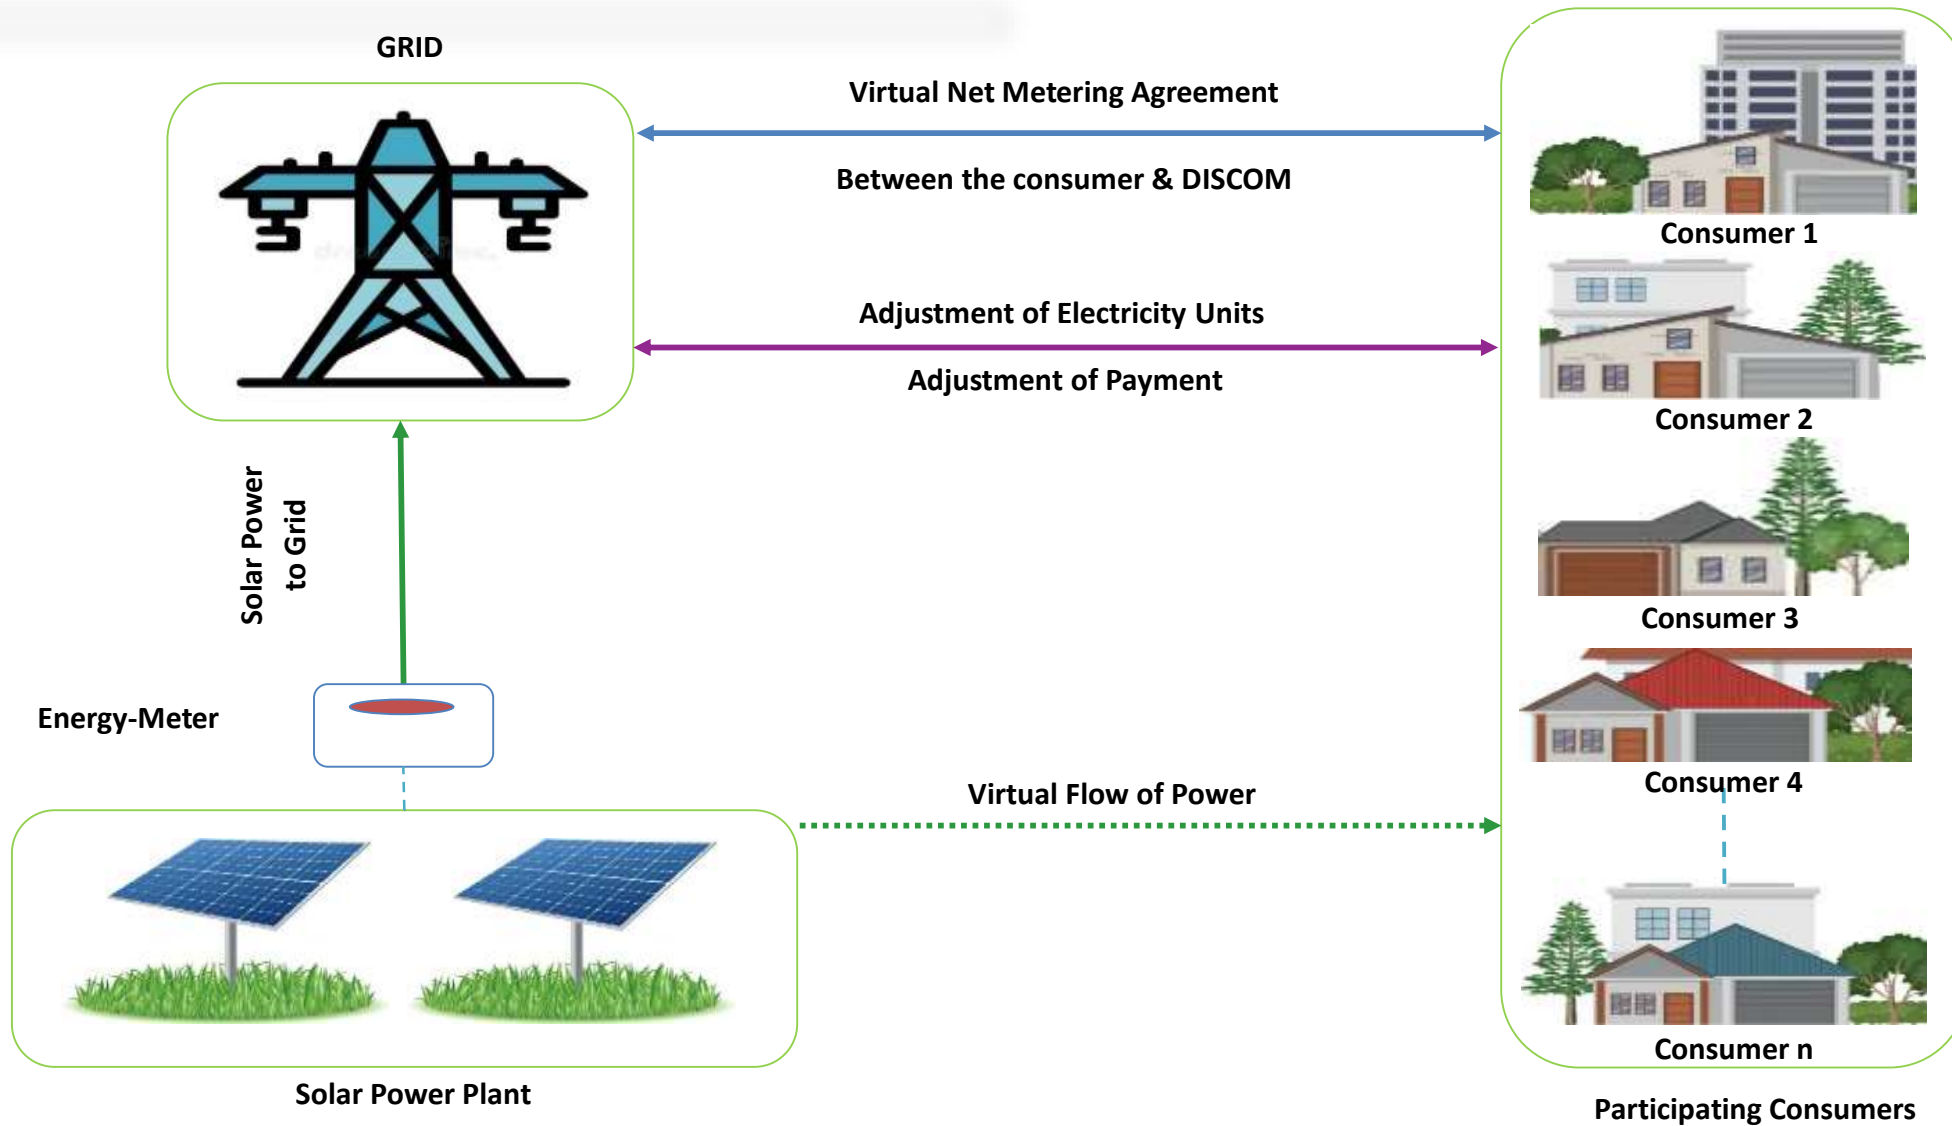 GRID
Virtual Net Metering Agreement
Between the consumer & DISCOM
Consumer 1
Adjustment of Electricity Units
Adjustment of Payment
Consumer 2
Solar Power
to Grid
Consumer 3
Energy-Meter
Consumer 4
Virtual Flow of Power
Consumer n
Solar Power Plant
Participating Consumers